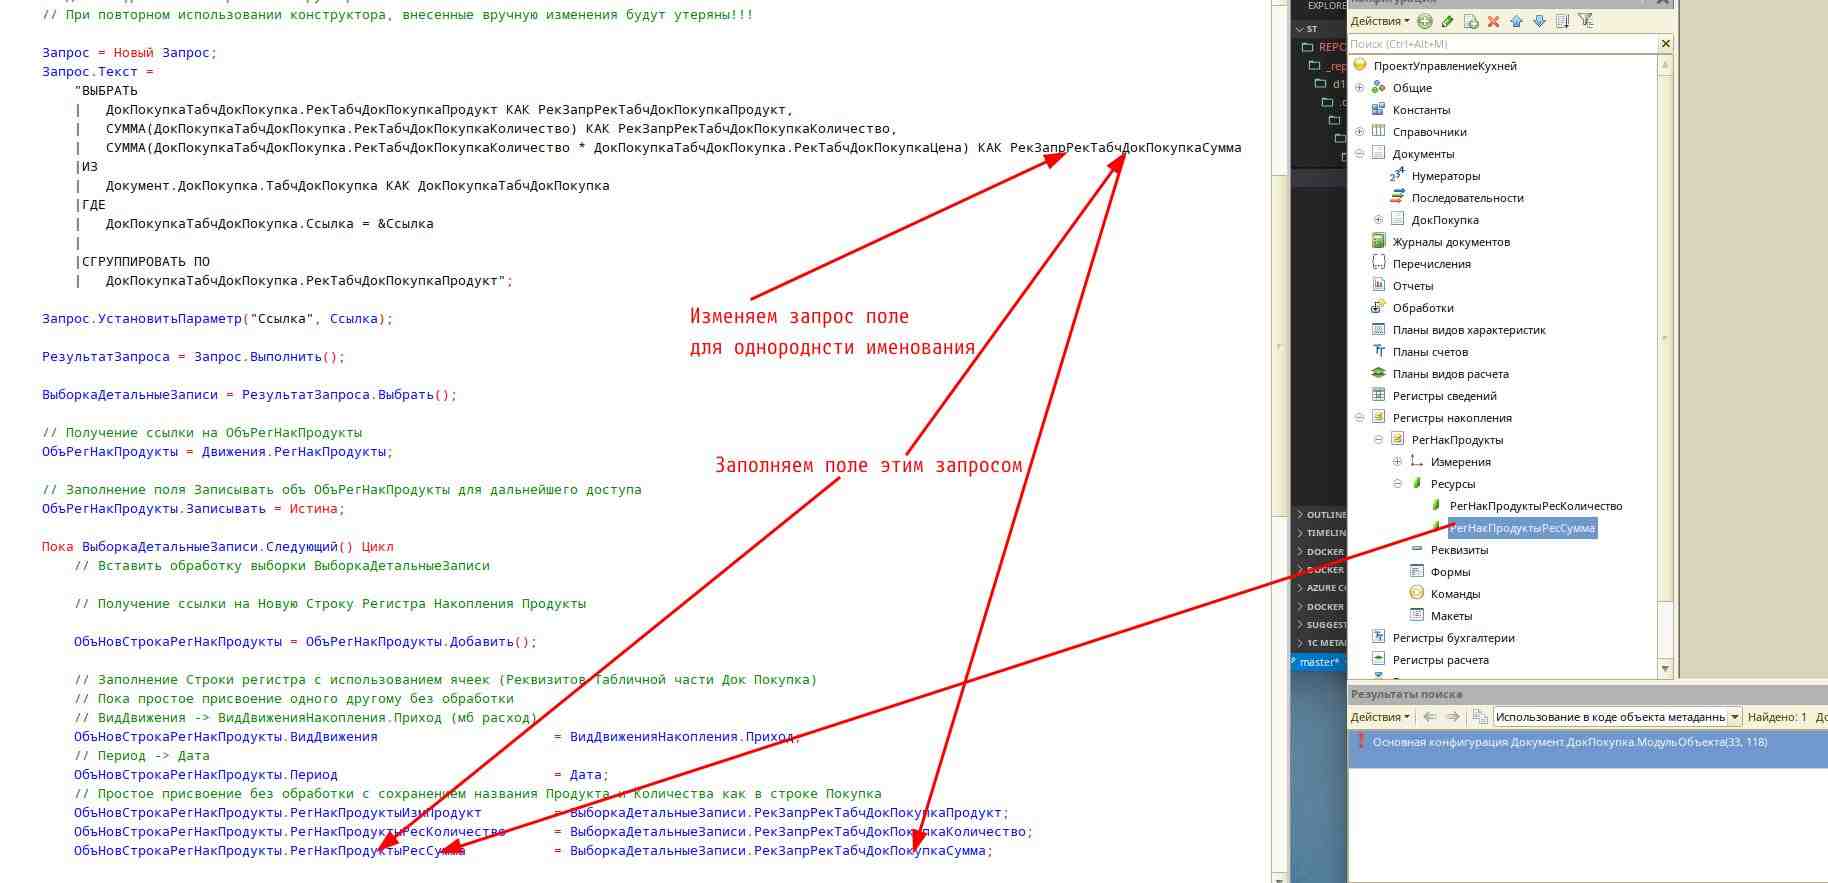 // При повторном использовании конструктора, внесенные вручную изменения будут утеряны!!!
Запрос = Новый Запрос;
Запрос.Текст =
"ВЫБРАТЬ
| ДокПокупкаТабчДокПокупка.РекТабчДокПокупкаПродукт КАК РекЗапрРекТабчДокПокупкаПродукт,
| СУММА(ДокПокупкаТабчДокПокупка.РекТабчДокПокупкаКоличество) КАК РекЗапрРекТабчДокПокупкаКоличество,
| СУММА(ДокПокупкаТабчДокПокупка.РекТабчДокПокупкаКоличество * ДокПокупкаТабчДокПокупка.РекТабчДокПокупкаЦена) КАК РекЗапрРекТабчДокПокупкаСумма
|ИЗ
| Документ.ДокПокупка.ТабчДокПокупка КАК ДокПокупкаТабчДокПокупка
|ГДЕ
| ДокПокупкаТабчДокПокупка.Ссылка = &Ссылка
|
|СГРУППИРОВАТЬ ПО
| ДокПокупкаТабчДокПокупка.РекТабчДокПокупкаПродукт";
Запрос.УстановитьПараметр("Ссылка", Ссылка);
РезультатЗапроса = Запрос.Выполнить();
ВыборкаДетальныеЗаписи = РезультатЗапроса.Выбрать();
// Получение ссылки на ОбъРегНакПродукты
ОбъРегНакПродукты = Движения.РегНакПродукты;
// Заполнение поля Записывать объ ОбъРегНакПродукты для дальнейшего доступа
ОбъРегНакПродукты.Записывать = Истина;
Пока ВыборкаДетальныеЗаписи.Следующий() Цикл
// Вставить обработку выборки ВыборкаДетальныеЗаписи
// Получение ссылки на Новую Строку Регистра Накопления Продукты
ОбъНовСтрокаРегНакПродукты = ОбъРегНакПродукты.Добавить();
// Заполнение Строки регистра с использованием ячеек (Реквизитов Табличной части Док Покупка)
// Пока простое присвоение одного другому без обработки
// ВидДвижения -> ВидДвиженияНакопления.Приход (мб расход)
ОбъНовСтрокаРегНакПродукты.ВидДвижения = ВидДвиженияНакопления.Приход;
// Период -> Дата
ОбъНовСтрокаРегНакПродукты.Период = Дата;
// Простое присвоение без обработки с сохранением названия Продукта и Количества как в строке Покупка
ОбъНовСтрокаРегНакПродукты.РегНакПродуктыИзмПродукт = ВыборкаДетальныеЗаписи.РекЗапрРекТабчДокПокупкаПродукт;
ОбъНовСтрокаРегНакПродукты.РегНакПродуктыРесКоличество = ВыборкаДетальныеЗаписи.РекЗапрРекТабчДокПокупкаКоличество;
ОбъНовСтрокаРегНакПродукты.РегНакПродуктыРесСумма = ВыборкаДетальныеЗаписи.РекЗапрРекТабчДокПокупкаСумма;
Изменяем запрос поле
для однороднсти именования
Заполняем поле этим запросом
EXPLORE
ST
REPO
_rep
d1
OUTLINE
TIMELIN
DOCKER
DOCKER
AZURE CO
DOCKER
SUGGEST
1C META
master*
Конфигурация
Действия
Поиск (Ctrl+Alt+M)
ПроектУправлениеКухней
Общие
Константы
Справочники
Документы
Нумераторы
Последовательности
ДокПокупка
Журналы документов
Перечисления
Отчеты
Обработки
Планы видов характеристик
Планы счетов
Планы видов расчета
Регистры сведений
Регистры накопления
РегНакПродукты
Измерения
Ресурсы
РегНакПродуктыРесКоличество
РегНакПродуктыРесСумма
Реквизиты
Формы
Команды
Макеты
Регистры бухгалтерии
Регистры расчета
Результаты поиска
Действия Использование в коде объекта метаданны Найдено: 1 До
Основная конфигурация Документ.ДокПокупка.МодульОбъекта(33, 118)